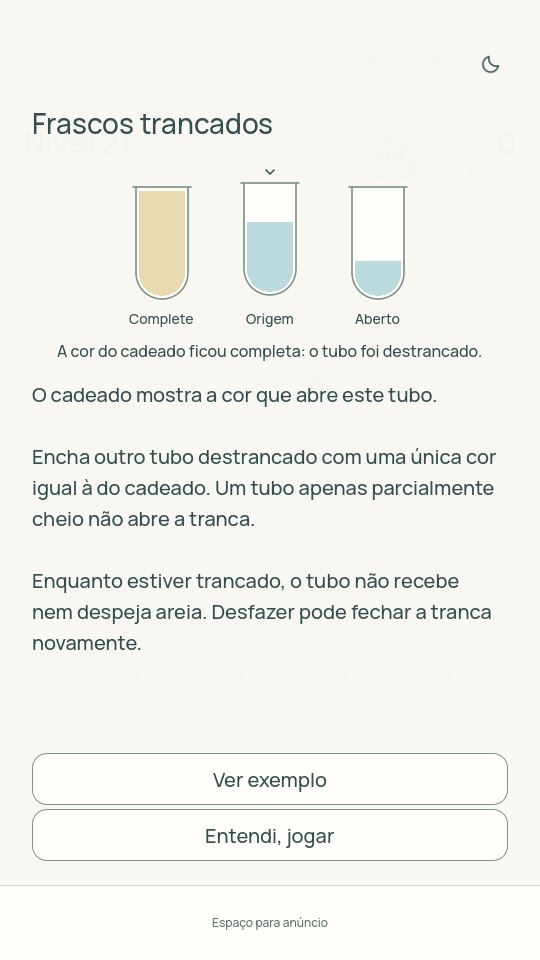 Frascos trancados
Nível 21
0
Complete
Origem
Aberto
A cor do cadeado ficou completa: o tubo foi destrancado.
O cadeado mostra a cor que abre este tubo.
Encha outro tubo destrancado com uma única cor
igual à do cadeado. Um tubo apenas parcialmente
cheio não abre a tranca.
Enquanto estiver trancado, o tubo não recebe
nem despeja areia. Desfazer pode fechar a tranca
novamente.
Ver exemplo
Entendi, jogar
Espaço para anúncio